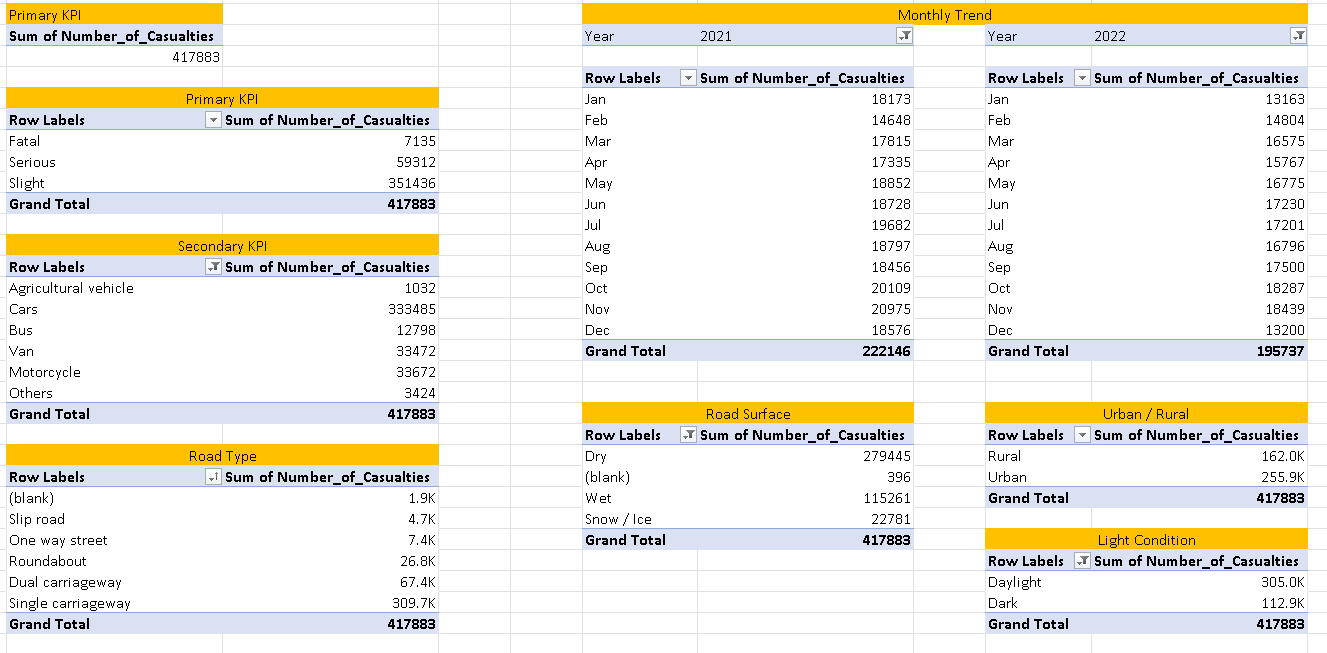 Primary KPI
Sum of Number_of_Casualties
417883
Primary KPI
Row Labels Sum of Number_of_Casualties
Fatal 7135
Serious 59312
Slight 351436
Grand Total 417883
Secondary KPI
Row Labels Sum of Number_of_Casualties
Agricultural vehicle 1032
Cars 333485
Bus 12798
Van 33472
Motorcycle 33672
Others 3424
Grand Total 417883
Road Type
Row Labels Sum of Number_of_Casualties
(blank) 1.9K
Slip road 4.7K
One way street 7.4K
Roundabout 26.8K
Dual carriageway 67.4K
Single carriageway 309.7K
Grand Total 417883
Monthly Trend
Year 2021
Row Labels Sum of Number_of_Casualties
Jan 18173
Feb 14648
Mar 17815
Apr 17335
May 18852
Jun 18728
Jul 19682
Aug 18797
Sep 18456
Oct 20109
Nov 20975
Dec 18576
Grand Total 222146
Year 2022
Row Labels Sum of Number_of_Casualties
Jan 13163
Feb 14804
Mar 16575
Apr 15767
May 16775
Jun 17230
Jul 17201
Aug 16796
Sep 17500
Oct 18287
Nov 18439
Dec 13200
Grand Total 195737
Road Surface
Row Labels Sum of Number_of_Casualties
Dry 279445
(blank) 396
Wet 115261
Snow / Ice 22781
Grand Total 417883
Urban / Rural
Row Labels Sum of Number_of_Casualties
Rural 162.0K
Urban 255.9K
Grand Total 417883
Light Condition
Row Labels Sum of Number_of_Casualties
Daylight 305.0K
Dark 112.9K
Grand Total 417883